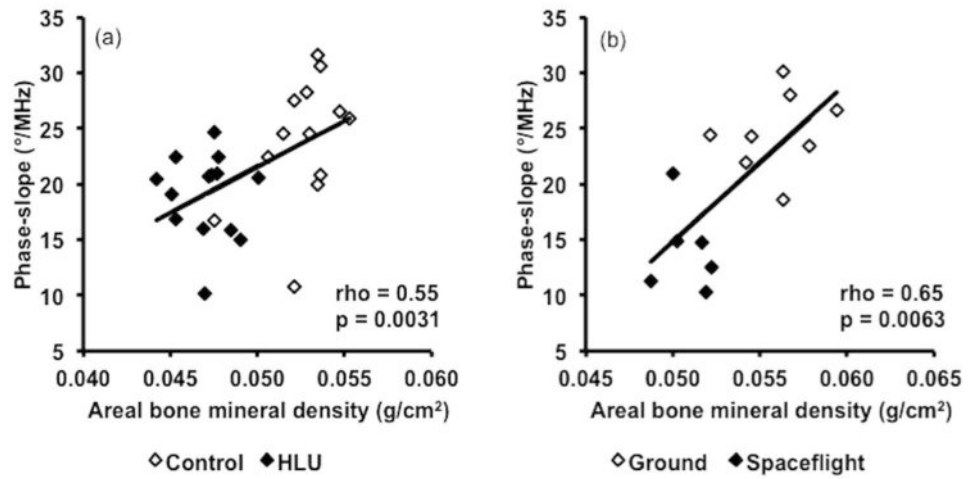 (a)
35
30
25
20
15
10
5
Phase-slope (°/MHz)
rho = 0.55
p = 0.0031
0.040 0.045 0.050 0.055 0.060
Areal bone mineral density (g/cm²)
◇Control ◆HLU
(b)
35
30
25
20
15
10
5
Phase-slope (°/MHz)
rho = 0.65
p = 0.0063
0.045 0.050 0.055 0.060 0.065
Areal bone mineral density (g/cm²)
◇Ground ◆Spaceflight